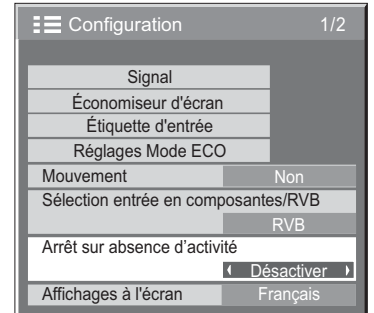 Configuration 1/2
Signal
Économiseur d'écran
Étiquette d'entrée
Réglages Mode ECO
Mouvement Non
Sélection entrée en composantes/RVB
RVB
Arrêt sur absence d'activité
Désactiver
Affichages à l'écran Français